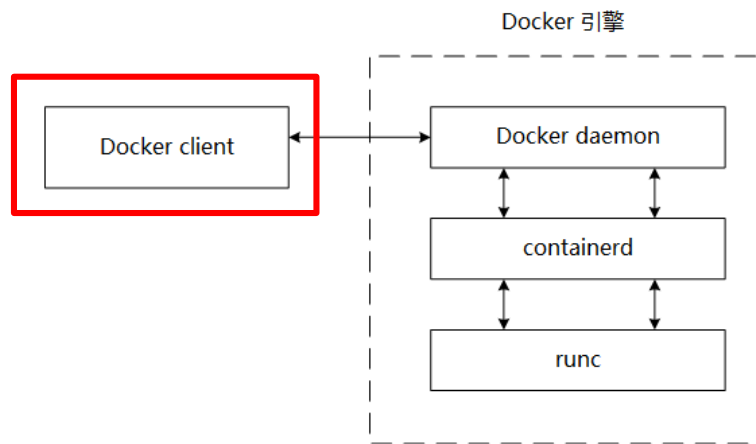 Docker 引擎
Docker client
Docker daemon
containerd
runc